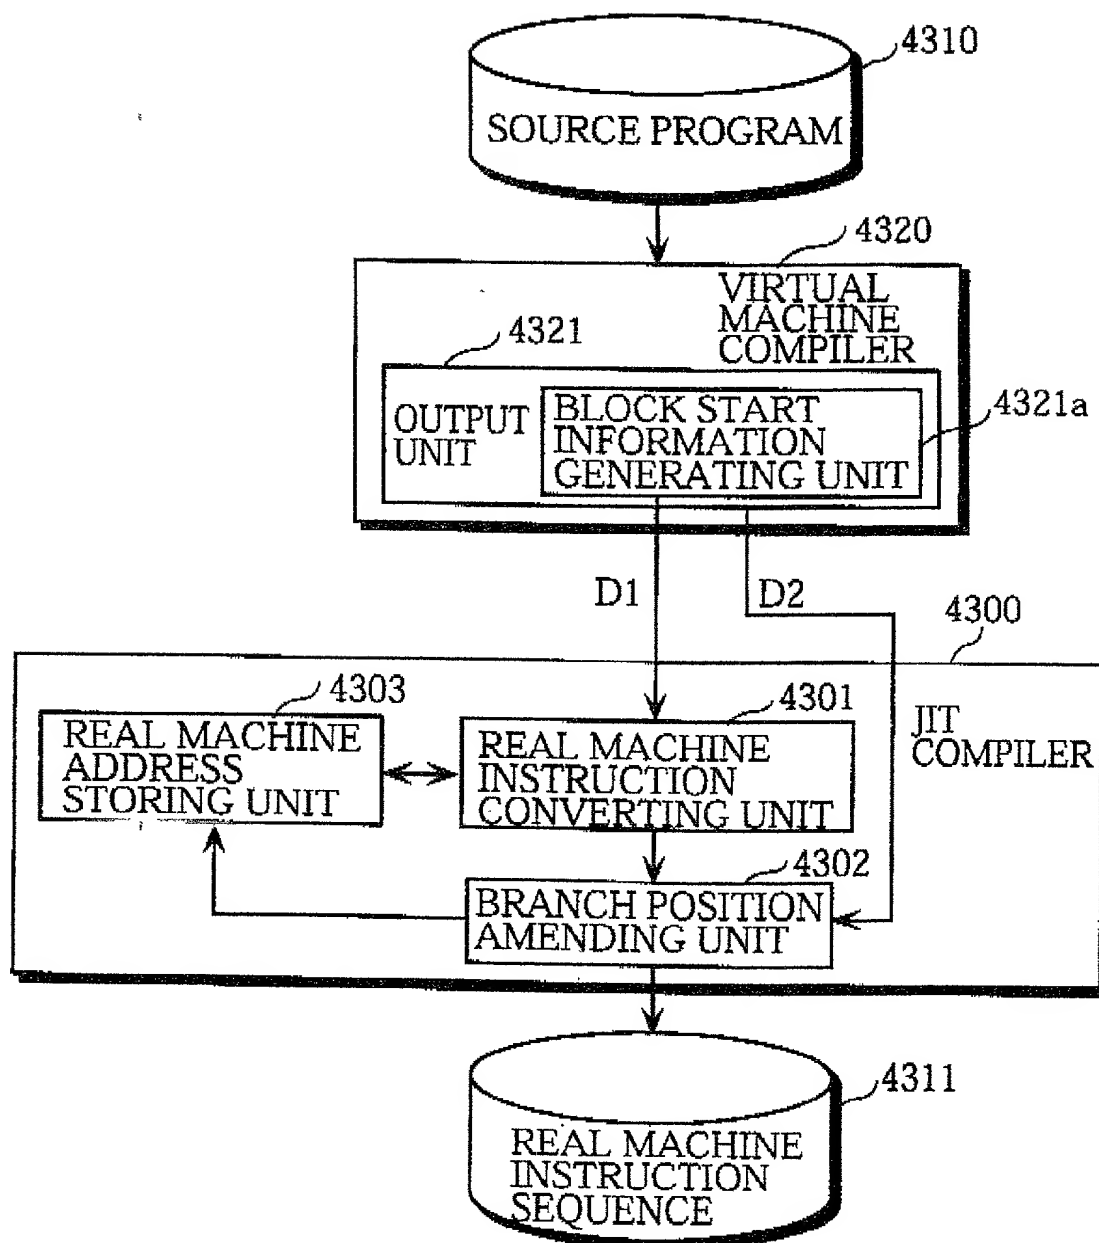 4310
SOURCE PROGRAM
4320
VIRTUAL
MACHINE
COMPILER
4321
OUTPUT
UNIT
BLOCK START
INFORMATION
GENERATING UNIT
4321a
D1
D2
4300
JIT
COMPILER
4303
REAL MACHINE
ADDRESS
STORING UNIT
4301
REAL MACHINE
INSTRUCTION
CONVERTING UNIT
4302
BRANCH POSITION
AMENDING UNIT
4311
REAL MACHINE
INSTRUCTION
SEQUENCE